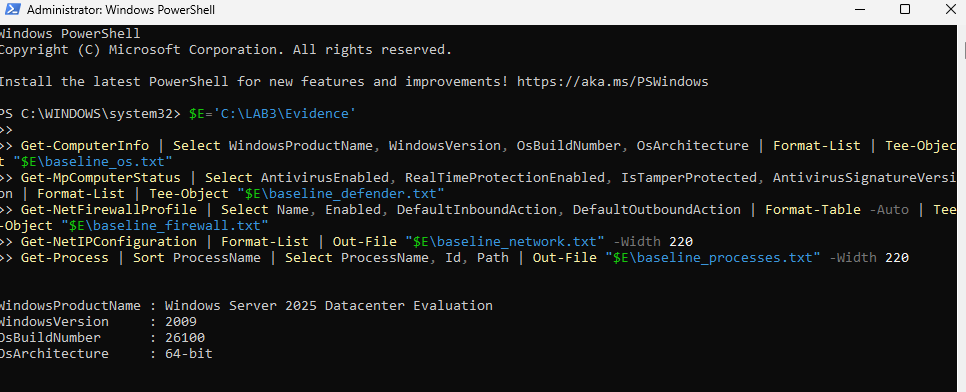 Administrator: Windows PowerShell
Windows PowerShell
Copyright (C) Microsoft Corporation. All rights reserved.
Install the latest PowerShell for new features and improvements! https://aka.ms/PSWindows
PS C:\WINDOWS\system32> $E='C:\LAB3\Evidence'
>>
>> Get-ComputerInfo | Select WindowsProductName, WindowsVersion, OsBuildNumber, OsArchitecture | Format-List | Tee-Objec
t "$E\baseline_os.txt"
>> Get-MpComputerStatus | Select AntivirusEnabled, RealTimeProtectionEnabled, IsTamperProtected, AntivirusSignatureVersi
on | Format-List | Tee-Object "$E\baseline_defender.txt"
>> Get-NetFirewallProfile | Select Name, Enabled, DefaultInboundAction, DefaultOutboundAction | Format-Table -Auto | Tee
-Object "$E\baseline_firewall.txt"
>> Get-NetIPConfiguration | Format-List | Out-File "$E\baseline_network.txt" -Width 220
>> Get-Process | Sort ProcessName | Select ProcessName, Id, Path | Out-File "$E\baseline_processes.txt" -Width 220
WindowsProductName : Windows Server 2025 Datacenter Evaluation
WindowsVersion     : 2009
OsBuildNumber      : 26100
OsArchitecture     : 64-bit